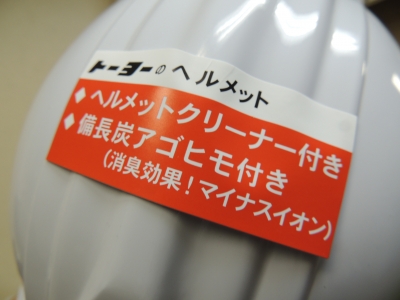 トーヨーのヘルメット
◆ヘルメットクリーナー付き
◆備長炭アゴヒモ付き
(消臭効果!マイナスイオン)